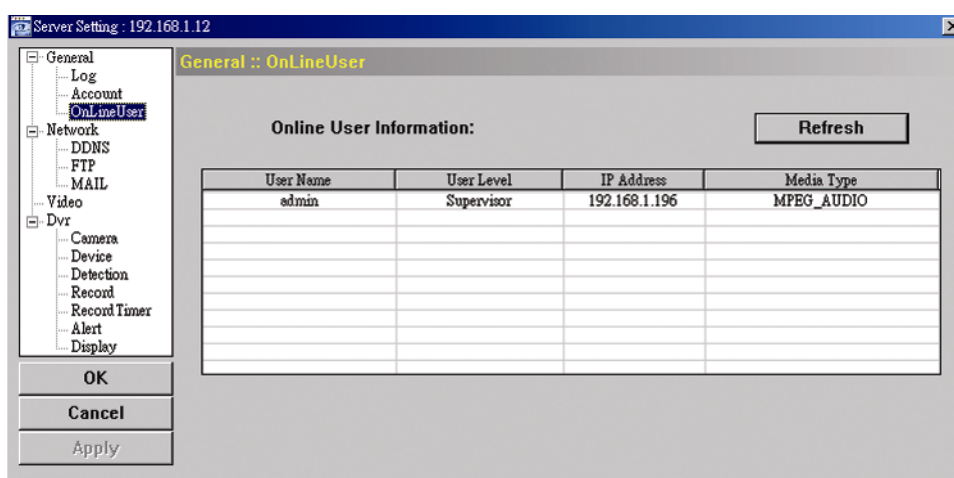 Server Setting : 192.168.1.12
General
Log
Account
OnLineUser
Network
DDNS
FTP
MAIL
Video
Dvr
Camera
Device
Detection
Record
Record Timer
Alert
Display
OK
Cancel
Apply
General :: OnLineUser
Online User Information:
Refresh
User Name User Level IP Address Media Type
admin Supervisor 192.168.1.196 MPEG_AUDIO